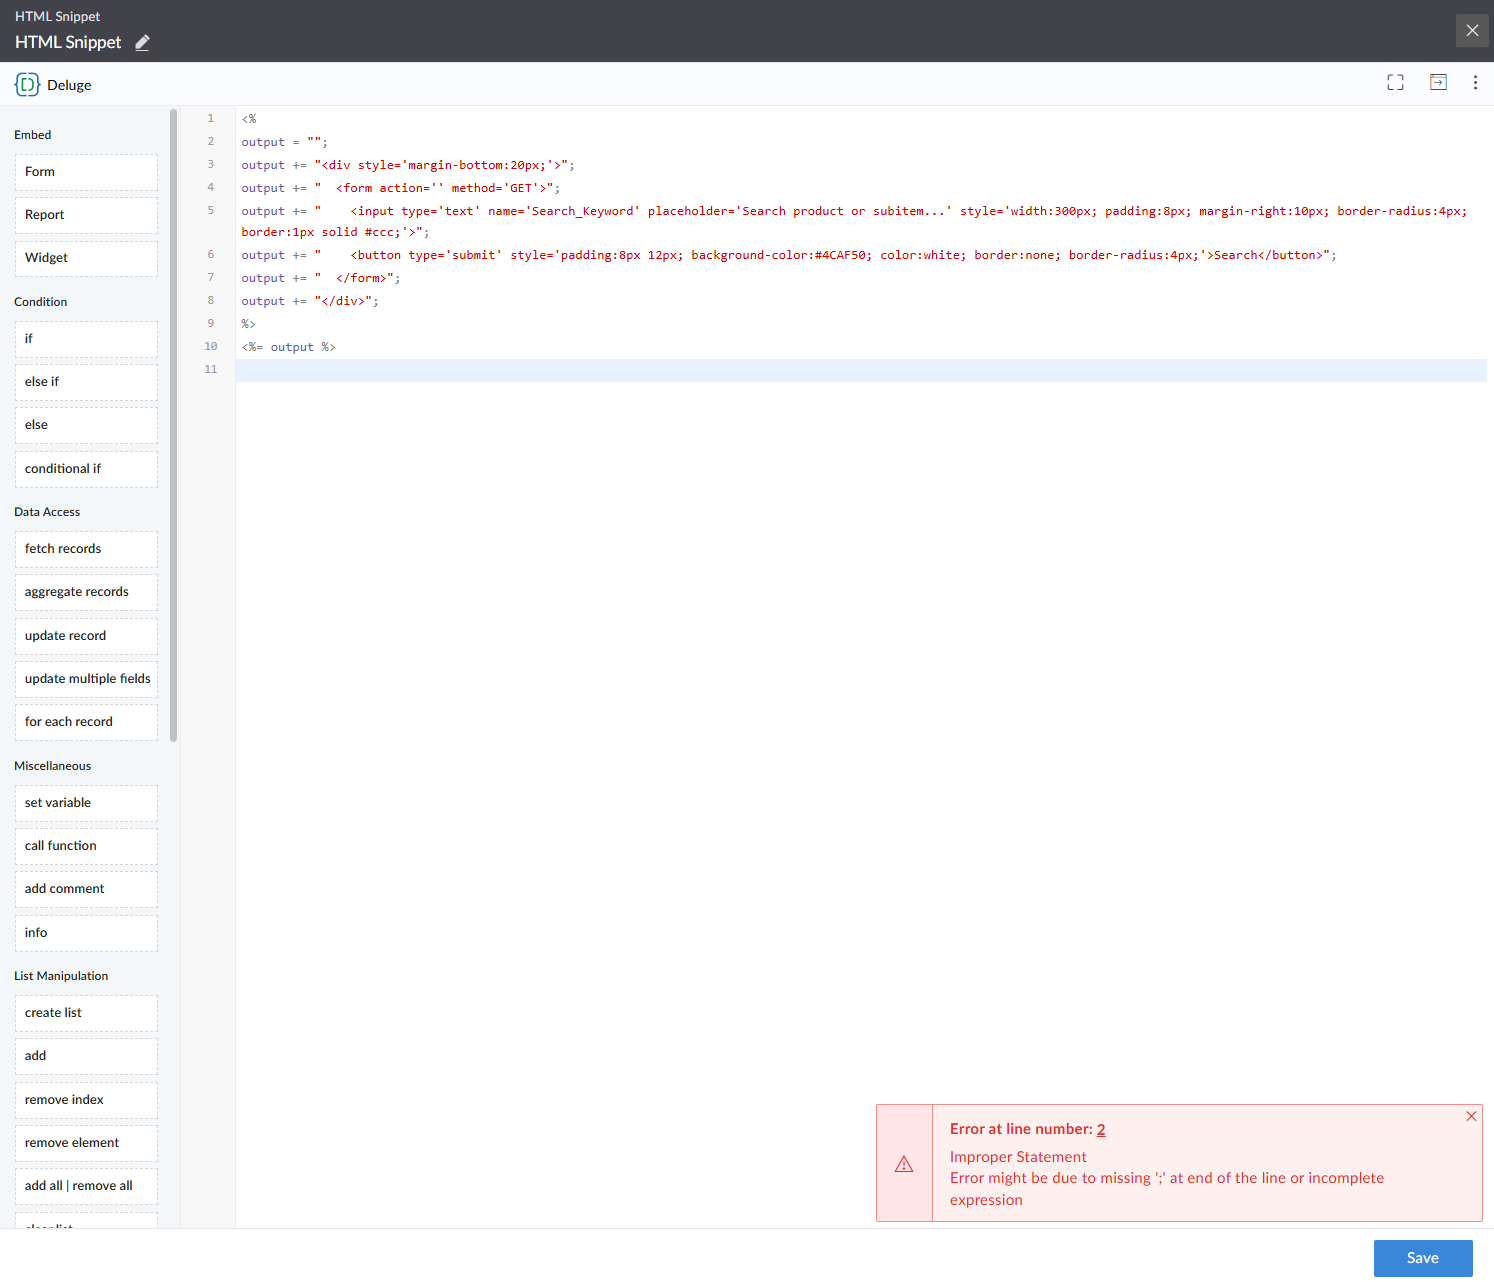 HTML Snippet
HTML Snippet
Deluge
Embed
Form
Report
Widget
Condition
if
else if
else
conditional if
Data Access
fetch records
aggregate records
update record
update multiple fields
for each record
Miscellaneous
set variable
call function
add comment
info
List Manipulation
create list
add
remove index
remove element
add all | remove all
1 <%
2 output = "";
3 output += "<div style='margin-bottom:20px;'>";
4 output += "  <form action='' method='GET'>";
5 output += "    <input type='text' name='Search_Keyword' placeholder='Search product or subitem...' style='width:300px; padding:8px; margin-right:10px; border-radius:4px;
border:1px solid #ccc;'>";
6 output += "    <button type='submit' style='padding:8px 12px; background-color:#4CAF50; color:white; border:none; border-radius:4px;'>Search</button>";
7 output += "  </form>";
8 output += "</div>";
9 %>
10 <%= output %>
11
Error at line number: 2
Improper Statement
Error might be due to missing ';' at end of the line or incomplete
expression
Save